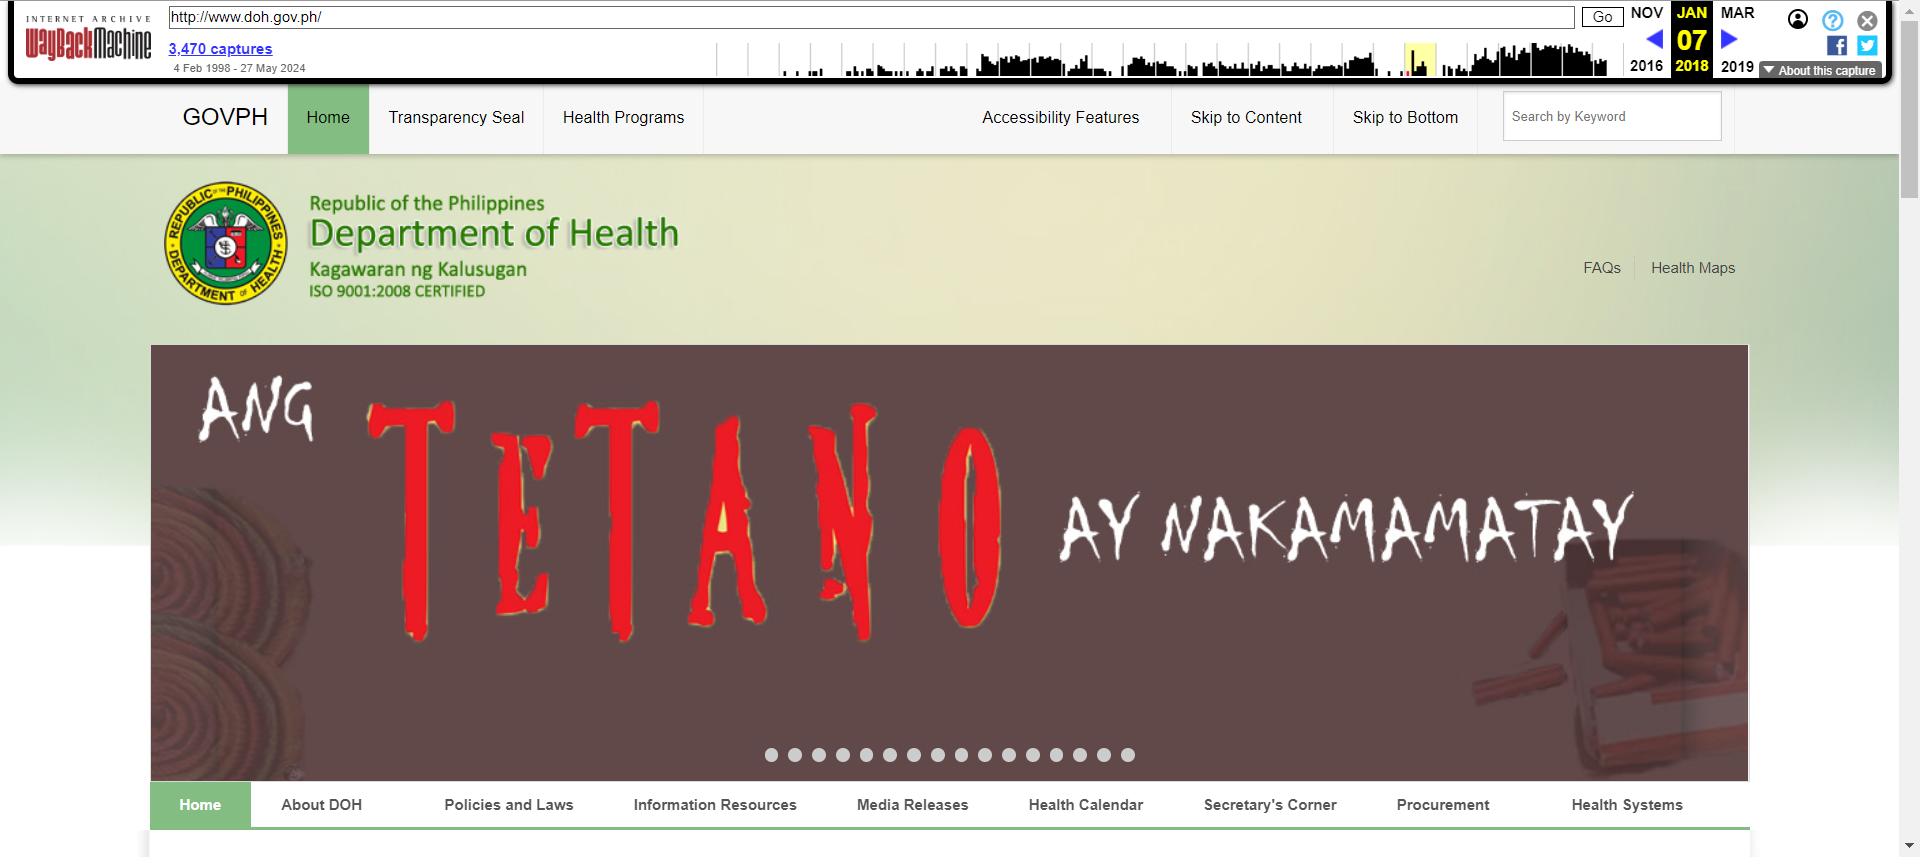 INTERNET ARCHIVE
WayBackMachine
http://www.doh.gov.ph/
Go
NOV
JAN
MAR
3,470 captures
07
4 Feb 1998 - 27 May 2024
2016
2018
2019
About this capture
GOVPH
Home
Transparency Seal
Health Programs
Accessibility Features
Skip to Content
Skip to Bottom
Search by Keyword
REPUBLIC OF THE PHILIPPINES
DEPARTMENT OF HEALTH
Republic of the Philippines
Department of Health
Kagawaran ng Kalusugan
ISO 9001:2008 CERTIFIED
FAQs
Health Maps
ANG
TETANO
AY NAKAMAMATAY
Home
About DOH
Policies and Laws
Information Resources
Media Releases
Health Calendar
Secretary's Corner
Procurement
Health Systems